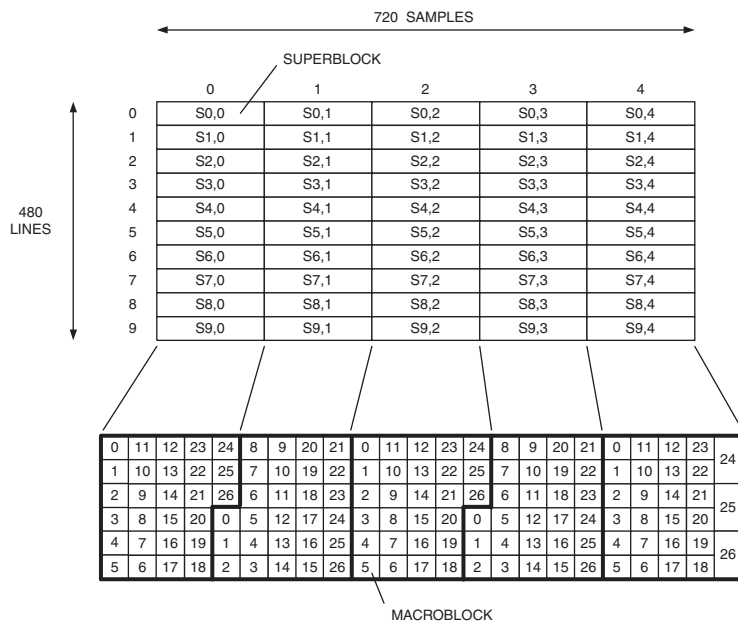 720 SAMPLES
SUPERBLOCK
0 1 2 3 4
0 S0,0 S0,1 S0,2 S0,3 S0,4
1 S1,0 S1,1 S1,2 S1,3 S1,4
2 S2,0 S2,1 S2,2 S2,3 S2,4
3 S3,0 S3,1 S3,2 S3,3 S3,4
480
LINES
4 S4,0 S4,1 S4,2 S4,3 S4,4
5 S5,0 S5,1 S5,2 S5,3 S5,4
6 S6,0 S6,1 S6,2 S6,3 S6,4
7 S7,0 S7,1 S7,2 S7,3 S7,4
8 S8,0 S8,1 S8,2 S8,3 S8,4
9 S9,0 S9,1 S9,2 S9,3 S9,4
0 11 12 23 24 8 9 20 21 0 11 12 23 24 8 9 20 21 0 11 12 23
24
1 10 13 22 25 7 10 19 22 1 10 13 22 25 7 10 19 22 1 10 13 22
2 9 14 21 26 6 11 18 23 2 9 14 21 26 6 11 18 23 2 9 14 21
25
3 8 15 20 0 5 12 17 24 3 8 15 20 0 5 12 17 24 3 8 15 20
4 7 16 19 1 4 13 16 25 4 7 16 19 1 4 13 16 25 4 7 16 19
26
5 6 17 18 2 3 14 15 26 5 6 17 18 2 3 14 15 26 5 6 17 18
MACROBLOCK